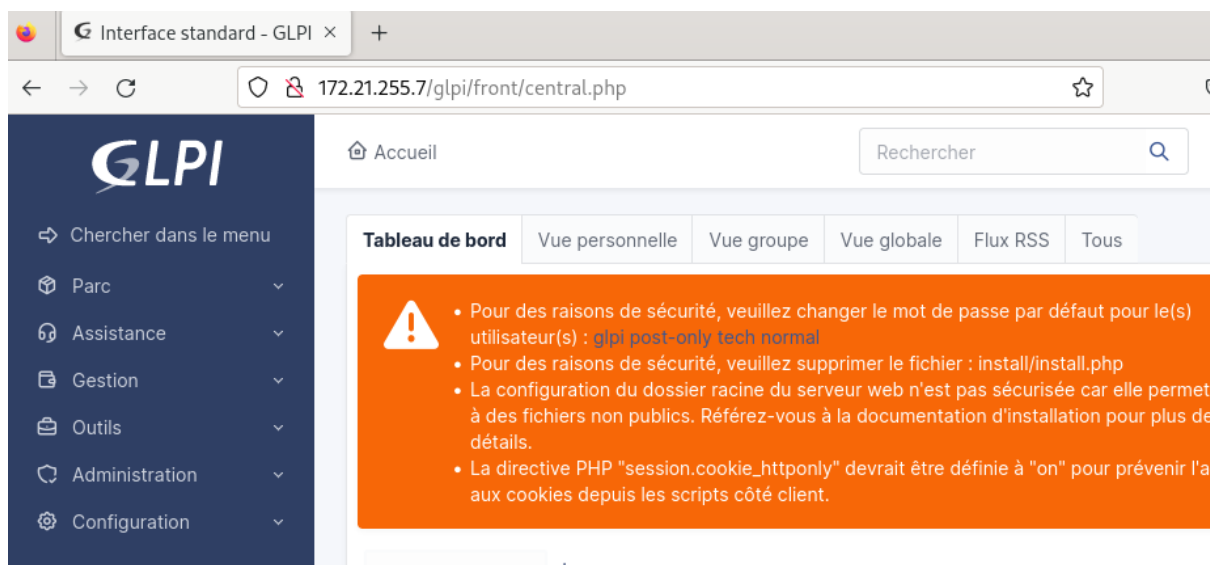 Interface standard - GLPI
172.21.255.7/glpi/front/central.php
GLPI
Accueil
Rechercher
Chercher dans le menu
Parc
Assistance
Gestion
Outils
Administration
Configuration
Tableau de bord Vue personnelle Vue groupe Vue globale Flux RSS Tous
• Pour des raisons de sécurité, veuillez changer le mot de passe par défaut pour le(s)
utilisateur(s) : glpi post-only tech normal
• Pour des raisons de sécurité, veuillez supprimer le fichier : install/install.php
• La configuration du dossier racine du serveur web n'est pas sécurisée car elle permet
à des fichiers non publics. Référez-vous à la documentation d'installation pour plus de
détails.
• La directive PHP "session.cookie_httponly" devrait être définie à "on" pour prévenir
aux cookies depuis les scripts côté client.